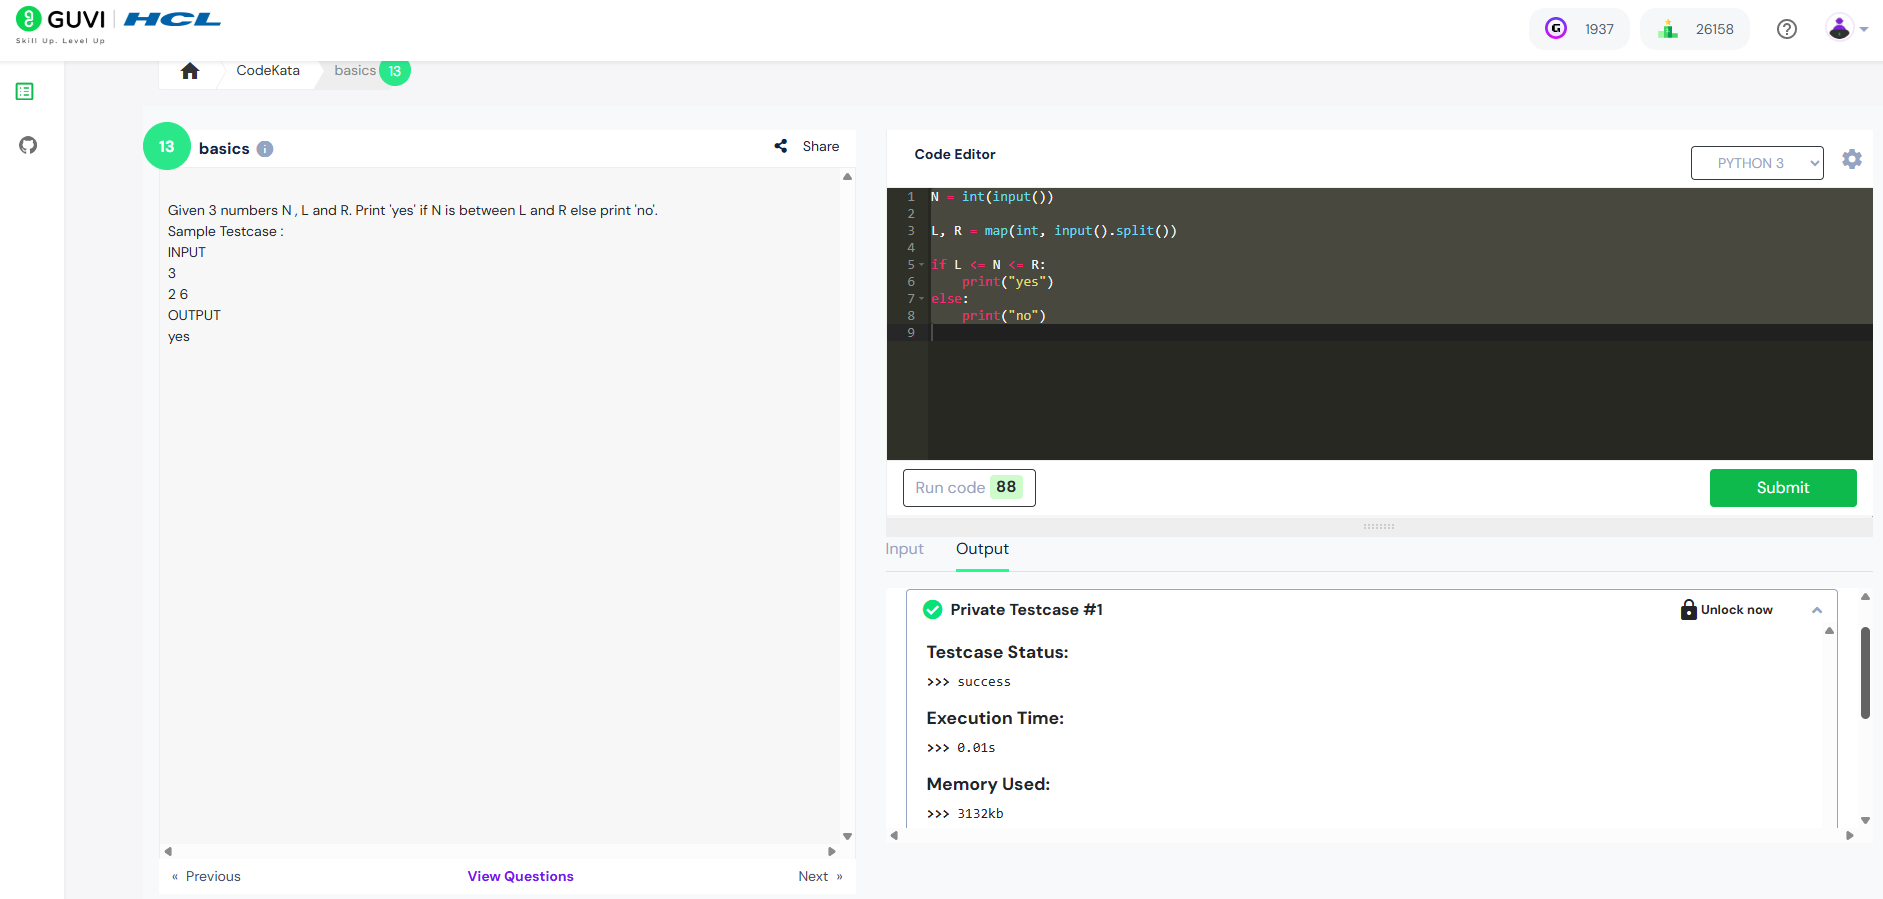 GUVI | HCL
Skill Up. Level Up
G 1937
26158
?
CodeKata
basics 13
13 basics i
Share
Given 3 numbers N , L and R. Print 'yes' if N is between L and R else print 'no'.
Sample Testcase :
INPUT
3
2 6
OUTPUT
yes
« Previous
View Questions
Next »
Code Editor
PYTHON 3
1 N = int(input())
2
3 L, R = map(int, input().split())
4
5 if L <= N <= R:
6     print("yes")
7 else:
8     print("no")
9
Run code 88
Submit
Input
Output
Private Testcase #1
Unlock now
Testcase Status:
>>> success
Execution Time:
>>> 0.01s
Memory Used:
>>> 3132kb